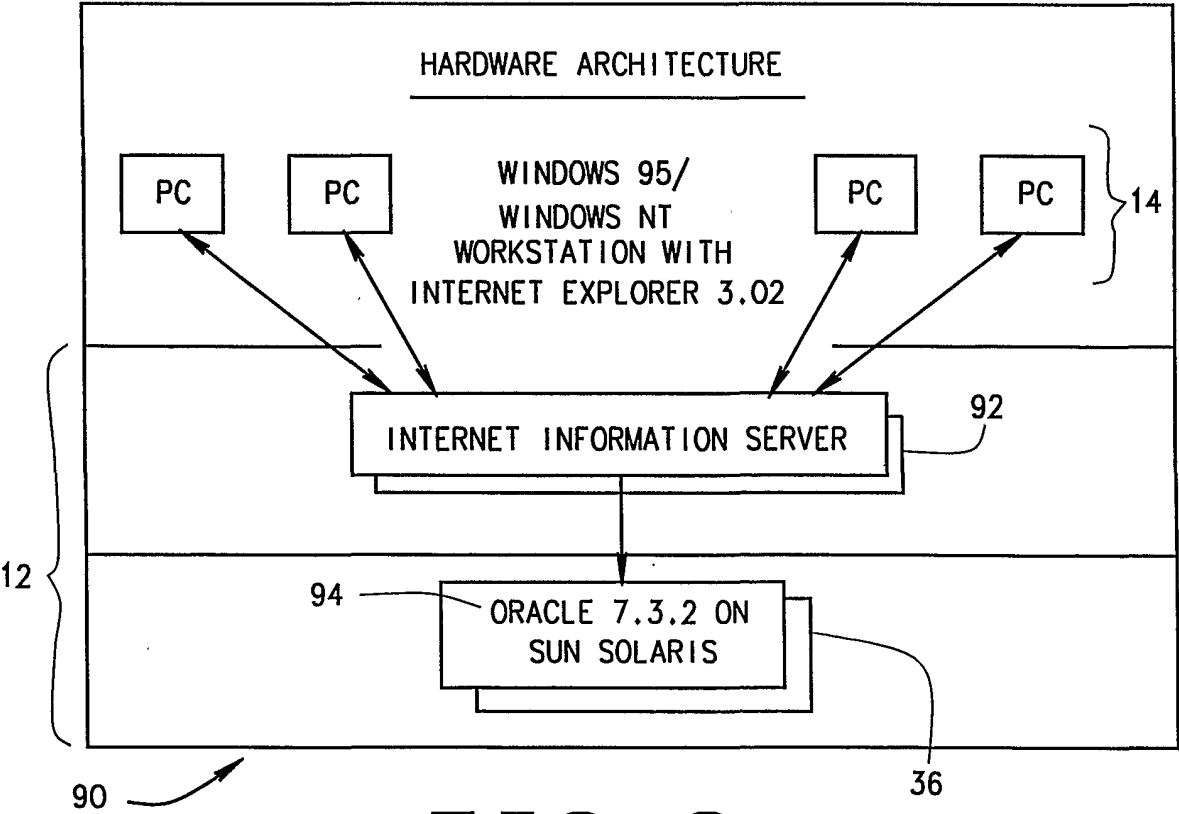 HARDWARE ARCHITECTURE
PC
PC
WINDOWS 95/
WINDOWS NT
WORKSTATION WITH
INTERNET EXPLORER 3.02
PC
PC
14
INTERNET INFORMATION SERVER
92
12
94
ORACLE 7.3.2 ON
SUN SOLARIS
36
90